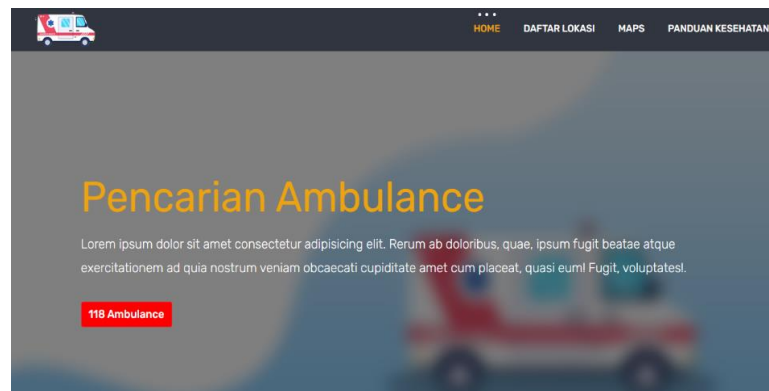 HOME DAFTAR LOKASI MAPS PANDUAN KESEHATAN
Pencarian Ambulance
Lorem ipsum dolor sit amet consectetur adipisicing elit. Rerum ab doloribus, quae, ipsum fugit beatae atque
exercitationem ad quia nostrum veniam obcaecati cupiditate amet cum placeat, quasi eum! Fugit, voluptates!.
118 Ambulance